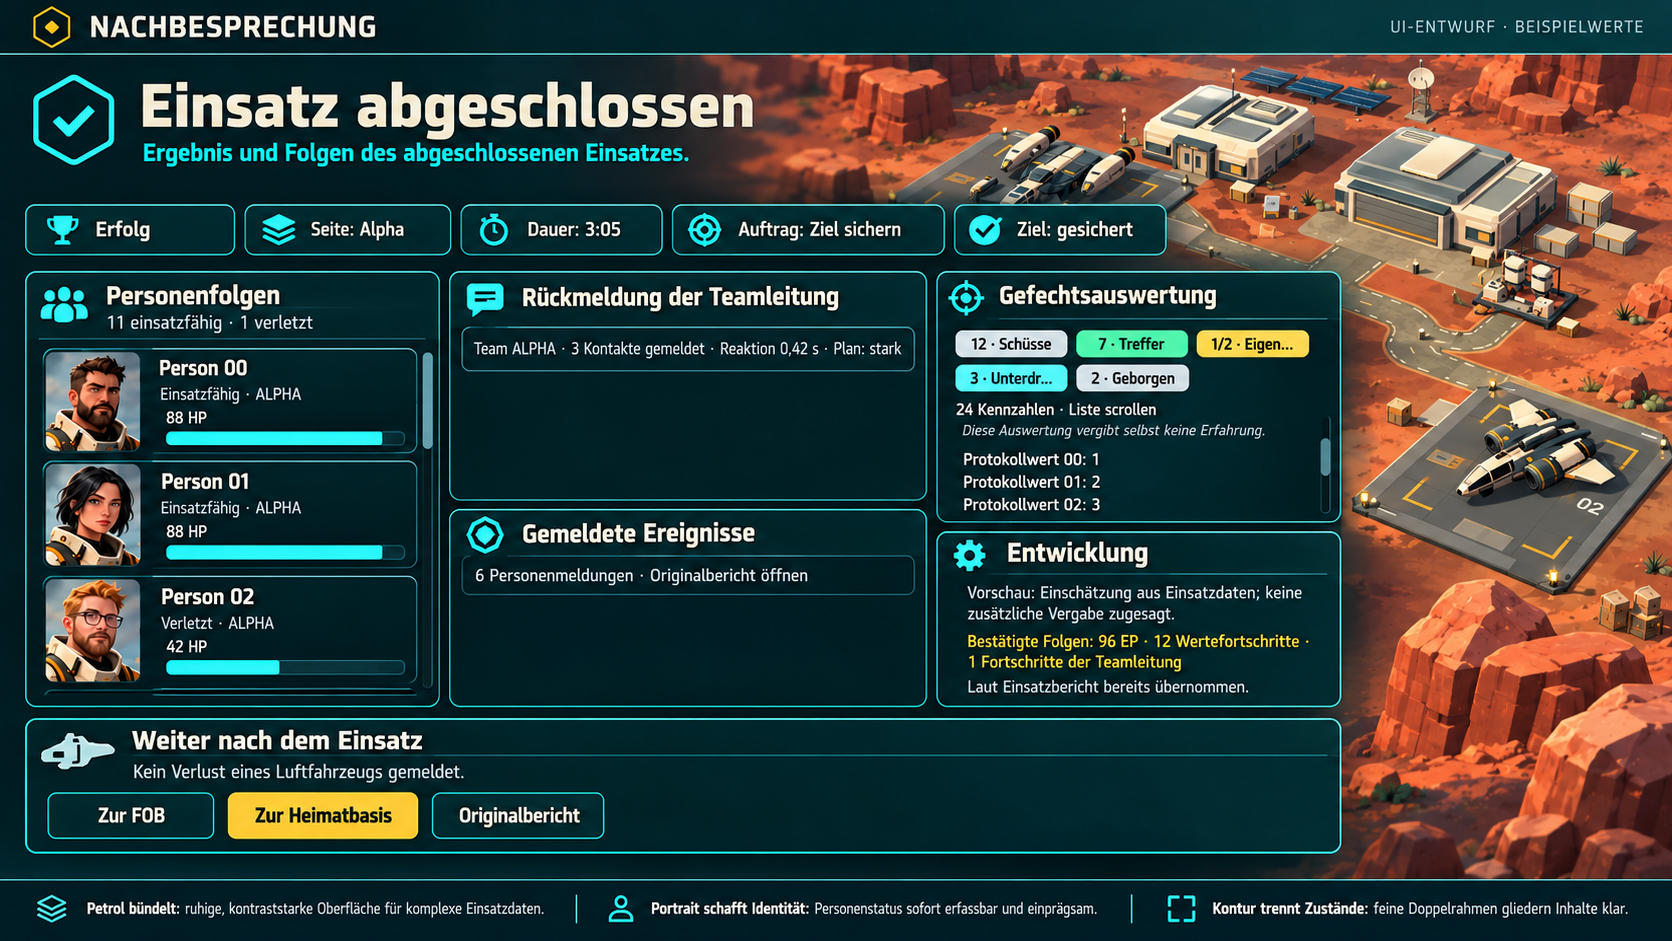 NACHBESPRECHUNG
UI-ENTWURF · BEISPIELWERTE
Einsatz abgeschlossen
Ergebnis und Folgen des abgeschlossenen Einsatzes.
Erfolg
Seite: Alpha
Dauer: 3:05
Auftrag: Ziel sichern
Ziel: gesichert
Personenfolgen
11 einsatzfähig · 1 verletzt
Person 00
Einsatzfähig · ALPHA
88 HP
Person 01
Einsatzfähig · ALPHA
88 HP
Person 02
Verletzt · ALPHA
42 HP
Rückmeldung der Teamleitung
Team ALPHA · 3 Kontakte gemeldet · Reaktion 0,42 s · Plan: stark
Gemeldete Ereignisse
6 Personenmeldungen · Originalbericht öffnen
Gefechtsauswertung
12 · Schüsse
7 · Treffer
1/2 · Eigen...
3 · Unterdr...
2 · Geborgen
24 Kennzahlen · Liste scrollen
Diese Auswertung vergibt selbst keine Erfahrung.
Protokollwert 00: 1
Protokollwert 01: 2
Protokollwert 02: 3
Entwicklung
Vorschau: Einschätzung aus Einsatzdaten; keine
zusätzliche Vergabe zugesagt.
Bestätigte Folgen: 96 EP · 12 Wertefortschritte ·
1 Fortschritte der Teamleitung
Laut Einsatzbericht bereits übernommen.
02
Weiter nach dem Einsatz
Kein Verlust eines Luftfahrzeugs gemeldet.
Zur FOB
Zur Heimatbasis
Originalbericht
Petrol bündelt: ruhige, kontraststarke Oberfläche für komplexe Einsatzdaten.
Portrait schafft Identität: Personenstatus sofort erfassbar und einprägsam.
Kontur trennt Zustände: feine Doppelrahmen gliedern Inhalte klar.